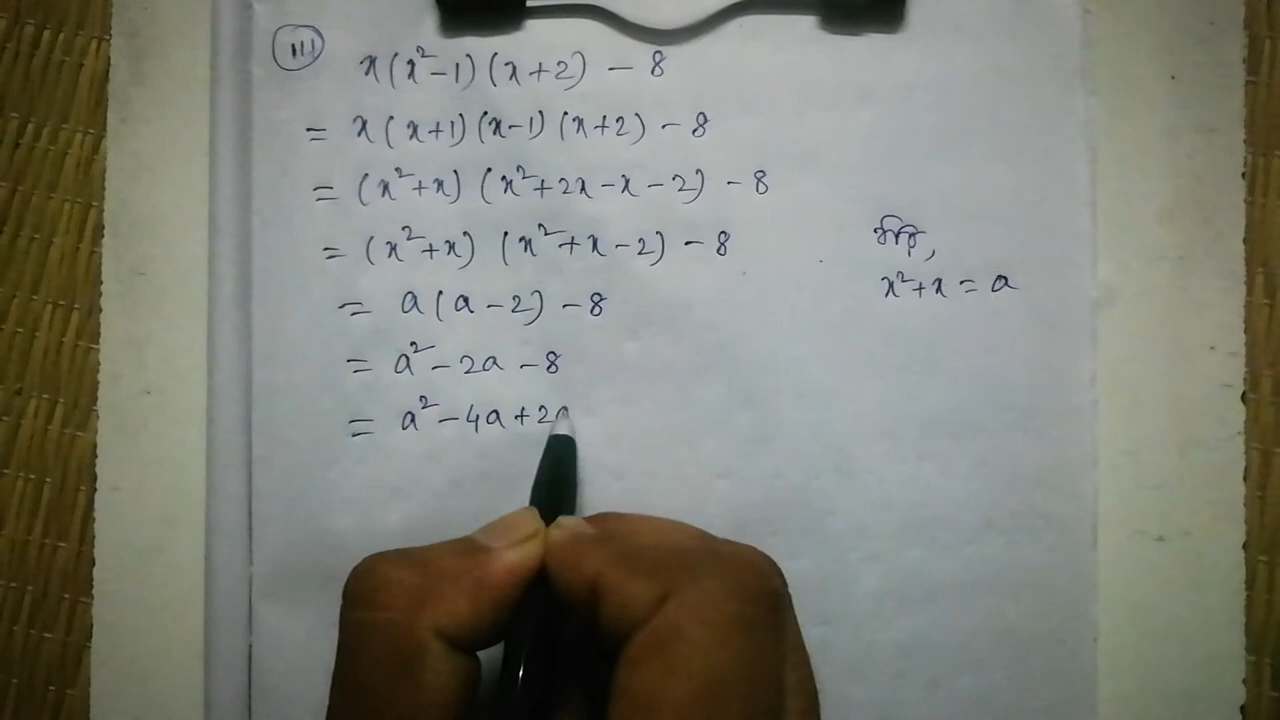 (iii) x(x²-1)(x+2) - 8
= x(x+1)(x-1)(x+2) - 8
= (x²+x)(x²+2x-x-2) - 8
= (x²+x)(x²+x-2) - 8
ধরি,
x²+x = a
= a(a-2) - 8
= a²-2a-8
= a²-4a+2a